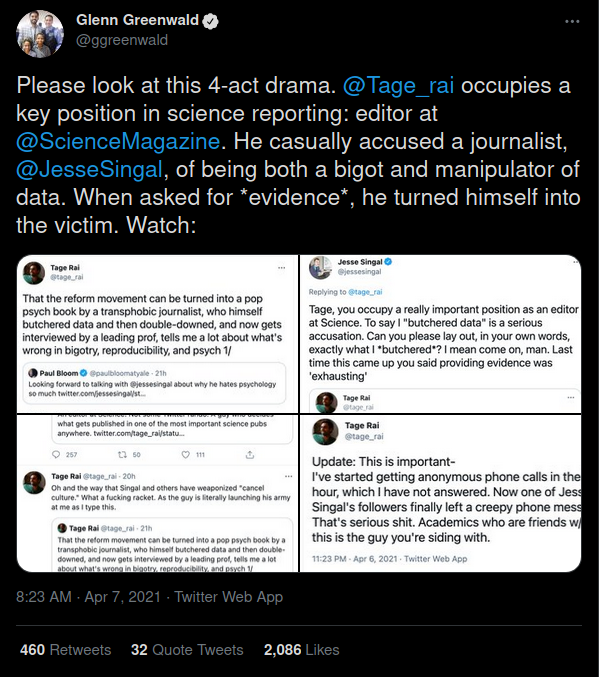 Glenn Greenwald
@ggreenwald
Please look at this 4-act drama. @Tage_rai occupies a
key position in science reporting: editor at
@ScienceMagazine. He casually accused a journalist,
@JesseSingal, of being both a bigot and manipulator of
data. When asked for *evidence*, he turned himself into
the victim. Watch:
Tage Rai
@tage_rai
That the reform movement can be turned into a pop
psych book by a transphobic journalist, who himself
butchered data and then double-downed, and now gets
interviewed by a leading prof, tells me a lot about what's
wrong in bigotry, reproducibility, and psych 1/
Paul Bloom @paulbloomatyale · 21h
Looking forward to talking with @jessesingal about why he hates psychology
so much twitter.com/jessesingal/st...
Jesse Singal
@jessesingal
Replying to @tage_rai
Tage, you occupy a really important position as an editor
at Science. To say I "butchered data" is a serious
accusation. Can you please lay out, in your own words,
exactly what I *butchered*? I mean come on, man. Last
time this came up you said providing evidence was
'exhausting'
Tage Rai
@tage_rai
what gets published in one of the most important science pubs
anywhere. twitter.com/tage_rai/statu...
257 50 111
Tage Rai @tage_rai · 20h
Oh and the way that Singal and others have weaponized "cancel
culture." What a fucking racket. As the guy is literally launching his army
at me as I type this.
Tage Rai @tage_rai · 21h
That the reform movement can be turned into a pop psych book by a
transphobic journalist, who himself butchered data and then double-
downed, and now gets interviewed by a leading prof, tells me a lot
about what's wrong in bigotry, reproducibility, and psych 1/
Tage Rai
@tage_rai
Update: This is important-
I've started getting anonymous phone calls in the
hour, which I have not answered. Now one of Jess
Singal's followers finally left a creepy phone mess
That's serious shit. Academics who are friends w/
this is the guy you're siding with.
11:23 PM · Apr 6, 2021 · Twitter Web App
8:23 AM · Apr 7, 2021 · Twitter Web App
460 Retweets 32 Quote Tweets 2,086 Likes